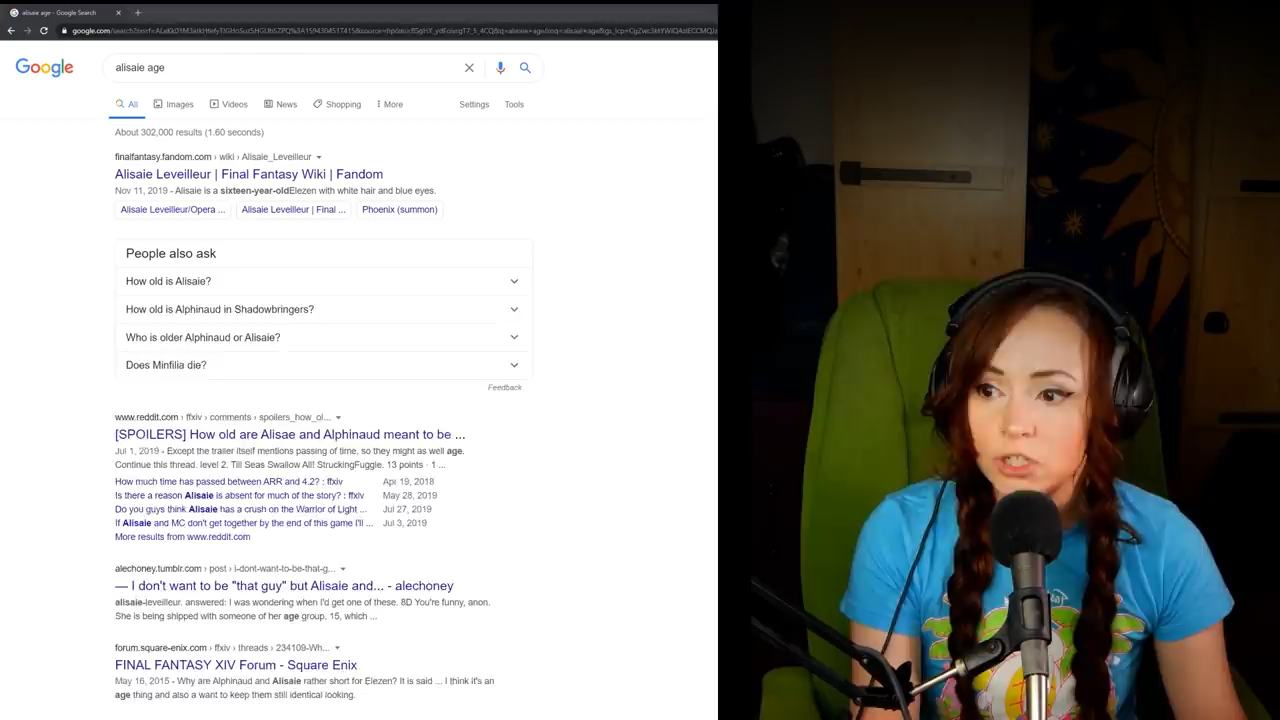 alisaie age - Google Search
Google
alisaie age
All Images Videos News Shopping More Settings Tools
About 302,000 results (1.60 seconds)
finalfantasy.fandom.com › wiki › Alisaie_Leveilleur
Alisaie Leveilleur | Final Fantasy Wiki | Fandom
Nov 11, 2019 - Alisaie is a sixteen-year-oldElezen with white hair and blue eyes.
Alisaie Leveilleur/Opera ... Alisaie Leveilleur | Final ... Phoenix (summon)
People also ask
How old is Alisaie?
How old is Alphinaud in Shadowbringers?
Who is older Alphinaud or Alisaie?
Does Minfilia die?
Feedback
www.reddit.com › ffxiv › comments › spoilers_how_ol...
[SPOILERS] How old are Alisae and Alphinaud meant to be ...
Jul 1, 2019 - Except the trailer itself mentions passing of time, so they might as well age.
Continue this thread. level 2. Till Seas Swallow All! StruckingFuggle. 13 points · 1 ...
How much time has passed between ARR and 4.2? : ffxiv Apr 19, 2018
Is there a reason Alisaie is absent for much of the story? : ffxiv May 28, 2019
Do you guys think Alisaie has a crush on the Warrior of Light ... Jul 27, 2019
If Alisaie and MC don't get together by the end of this game I'll ... Jul 3, 2019
More results from www.reddit.com
alechoney.tumblr.com › post › i-dont-want-to-be-that-g...
— I don't want to be "that guy" but Alisaie and... - alechoney
alisaie-leveilleur. answered: I was wondering when I'd get one of these. 8D You're funny, anon.
She is being shipped with someone of her age group. 15, which ...
forum.square-enix.com › ffxiv › threads › 234109-Wh...
FINAL FANTASY XIV Forum - Square Enix
May 16, 2015 - Why are Alphinaud and Alisaie rather short for Elezen? It is said ... I think it's an
age thing and also a want to keep them still identical looking.